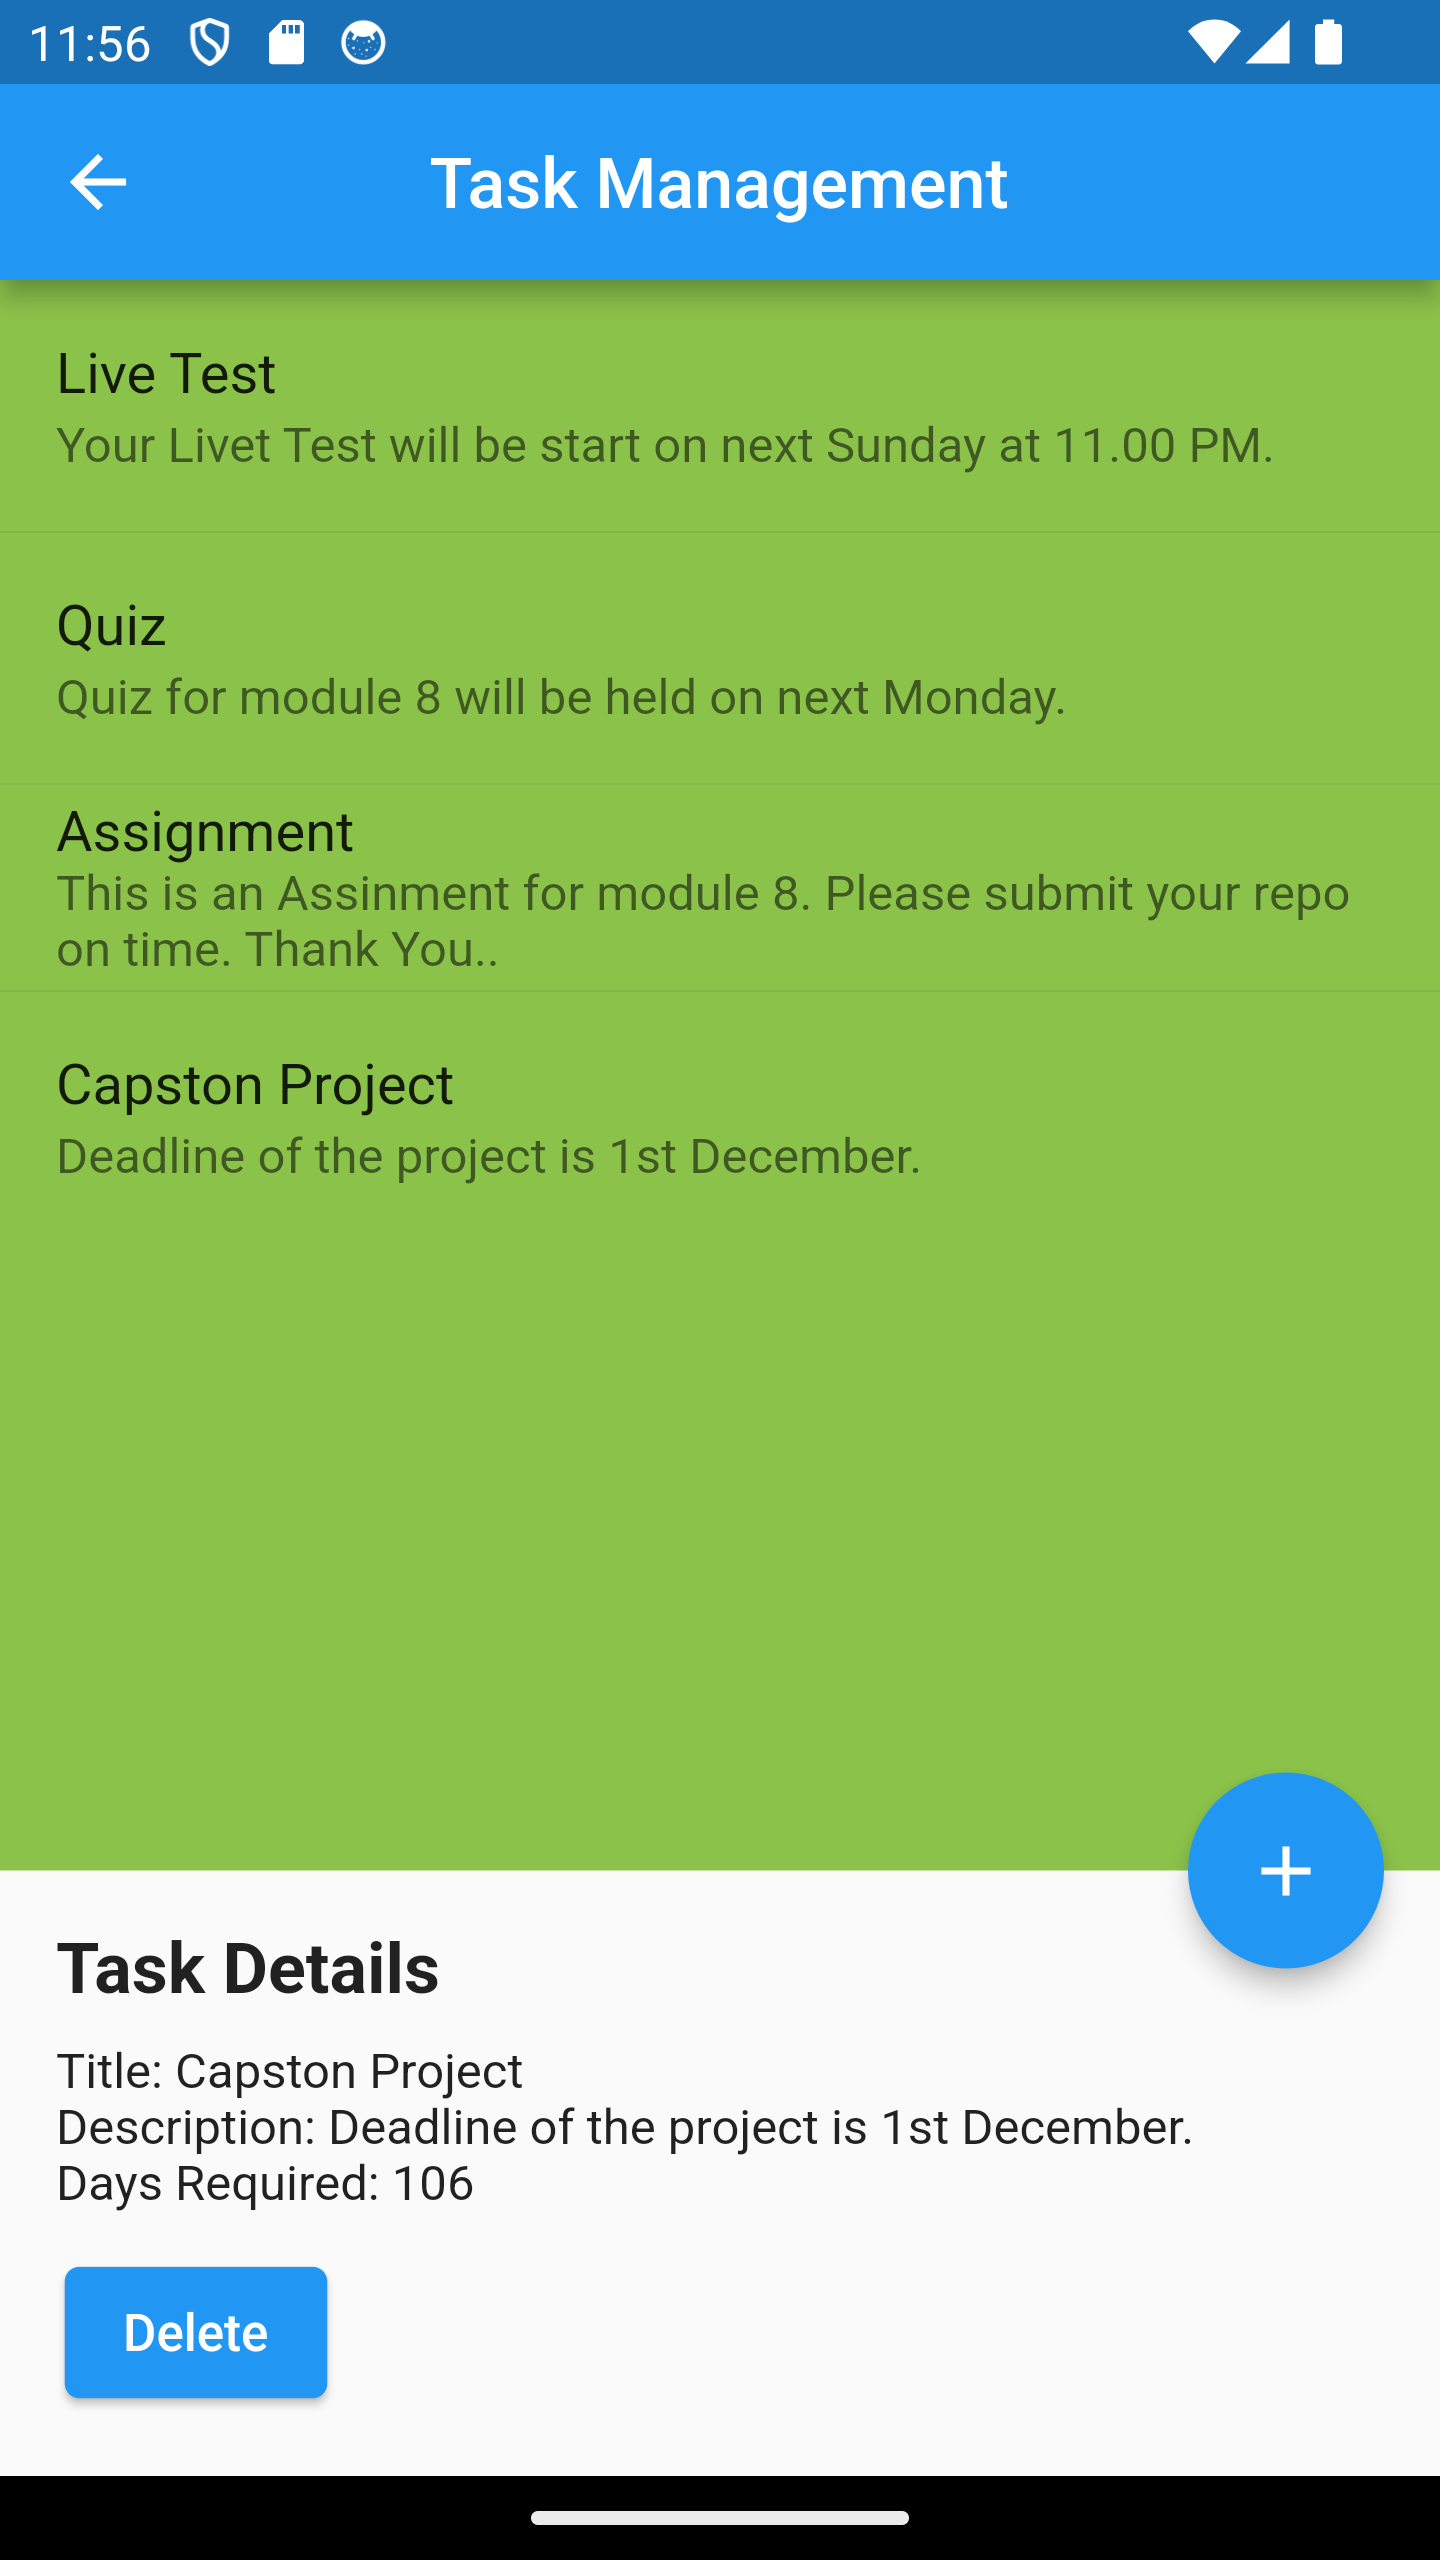 11:56
Task Management
Live Test
Your Livet Test will be start on next Sunday at 11.00 PM.
Quiz
Quiz for module 8 will be held on next Monday.
Assignment
This is an Assinment for module 8. Please submit your repo
on time. Thank You..
Capston Project
Deadline of the project is 1st December.
Task Details
Title: Capston Project
Description: Deadline of the project is 1st December.
Days Required: 106
Delete